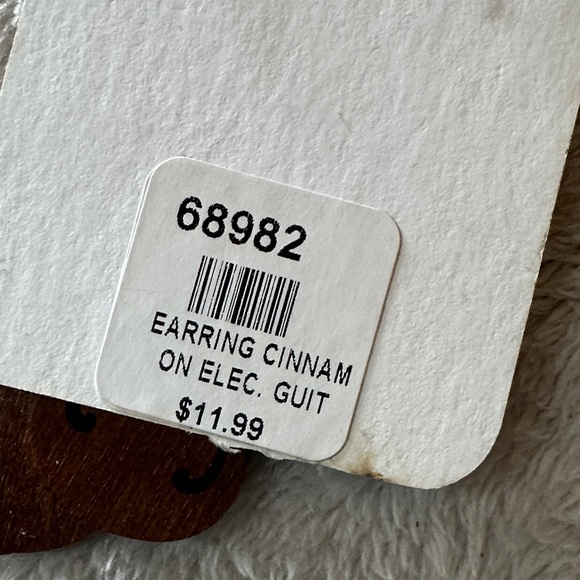 68982
EARRING CINNAM
ON ELEC. GUIT
$11.99